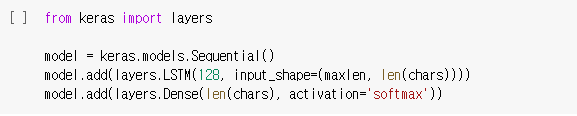 [ ] from keras import layers
model = keras.models.Sequential()
model.add(layers.LSTM(128, input_shape=(maxlen, len(chars))))
model.add(layers.Dense(len(chars), activation='softmax'))